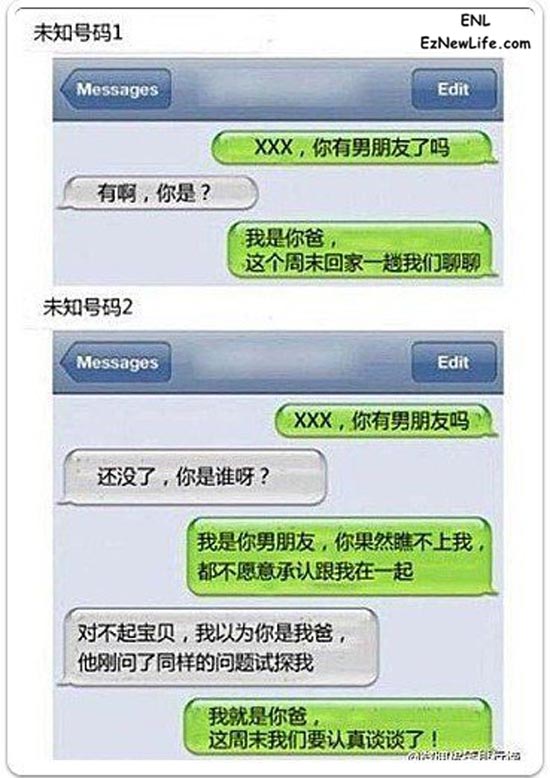 未知号码1
ENL
EzNewLife.com
Messages
Edit
XXX，你有男朋友了吗
有啊，你是？
我是你爸，
这个周末回家一趟我们聊聊
未知号码2
Messages
Edit
XXX，你有男朋友吗
还没了，你是谁呀？
我是你男朋友，你果然瞧不上我，
都不愿意承认跟我在一起
对不起宝贝，我以为你是我爸，
他刚问了同样的问题试探我
我就是你爸，
这周末我们要认真谈谈了！